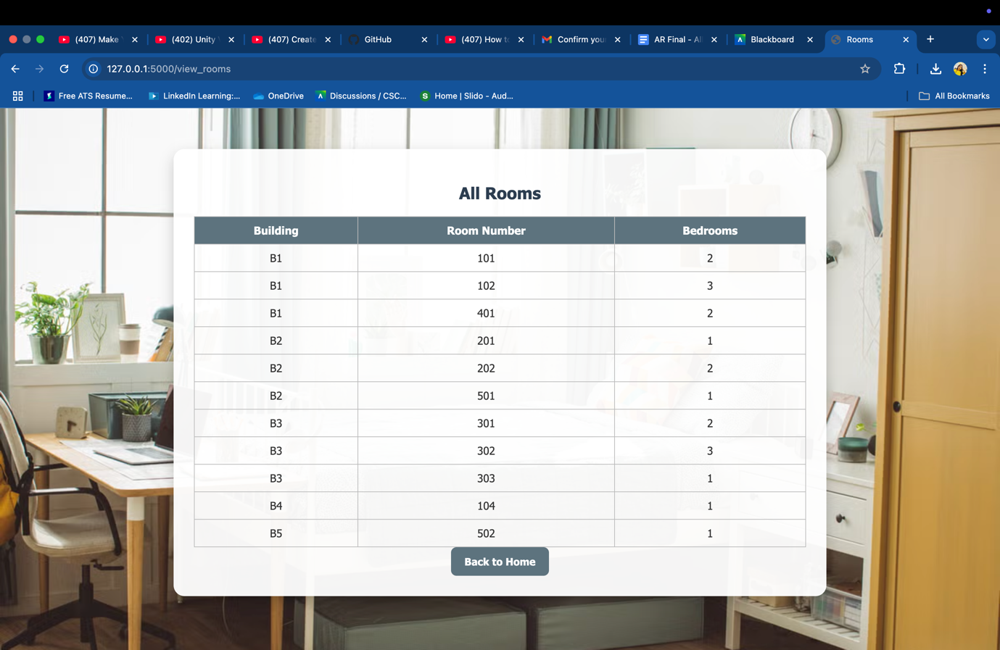 (407) Make
(402) Unity
(407) Create
GitHub
(407) How to
Confirm your
AR Final - Al
Blackboard
Rooms
127.0.0.1:5000/view_rooms
Free ATS Resume...
LinkedIn Learning:...
OneDrive
Discussions / CSC...
S
Home | Slido - Aud...
All Bookmarks
All Rooms
Building Room Number Bedrooms
B1 101 2
B1 102 3
B1 401 2
B2 201 1
B2 202 2
B2 501 1
B3 301 2
B3 302 3
B3 303 1
B4 104 1
B5 502 1
Back to Home